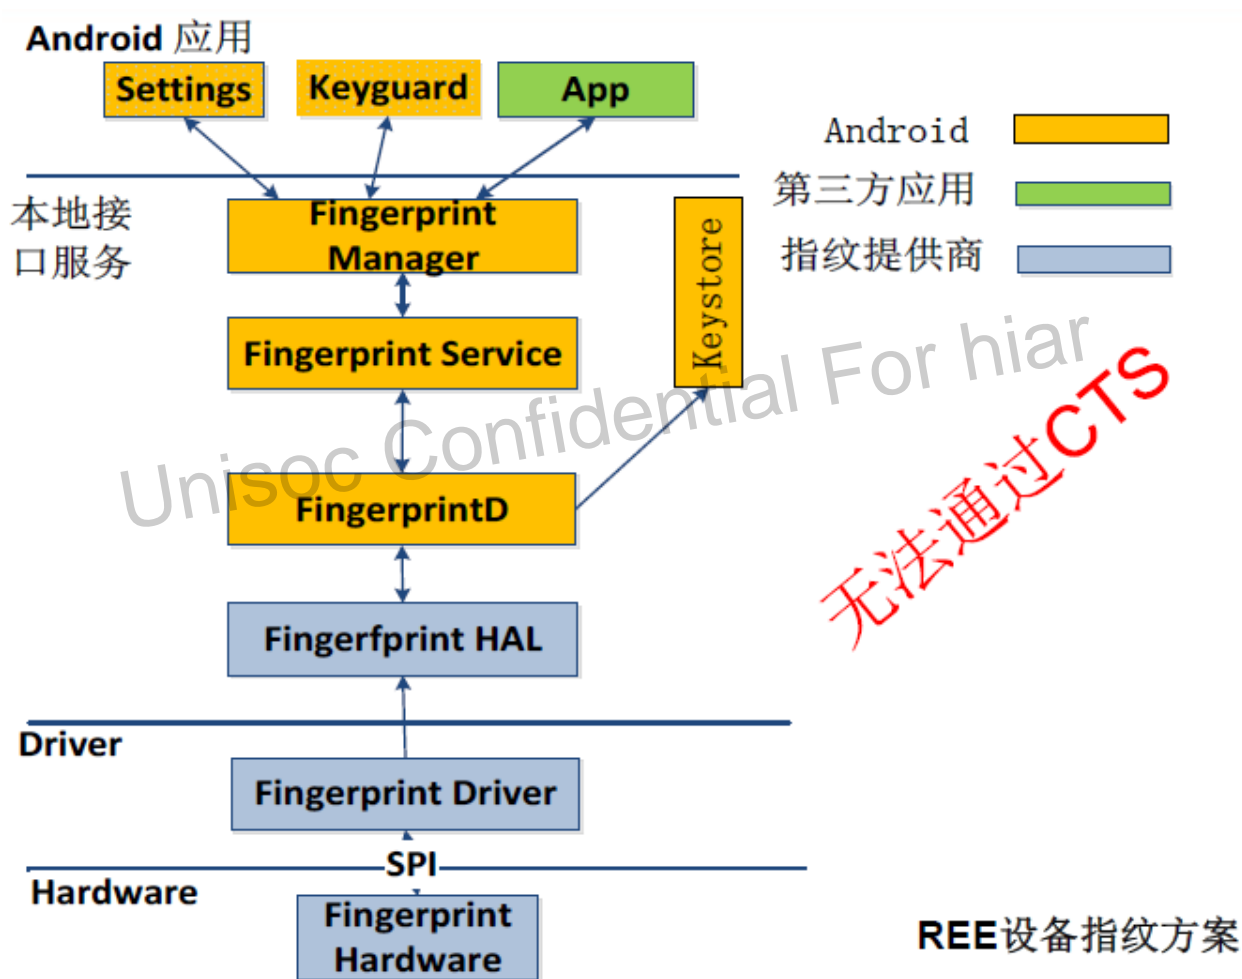 Android 应用
Settings
Keyguard
App
Android
第三方应用
指纹提供商
本地接
口服务
Fingerprint
Manager
Keystore
Fingerprint Service
Unisoc Confidential For hiar
无法通过CTS
FingerprintD
Fingerfprint HAL
Driver
Fingerprint Driver
SPI
Hardware
Fingerprint
Hardware
REE设备指纹方案